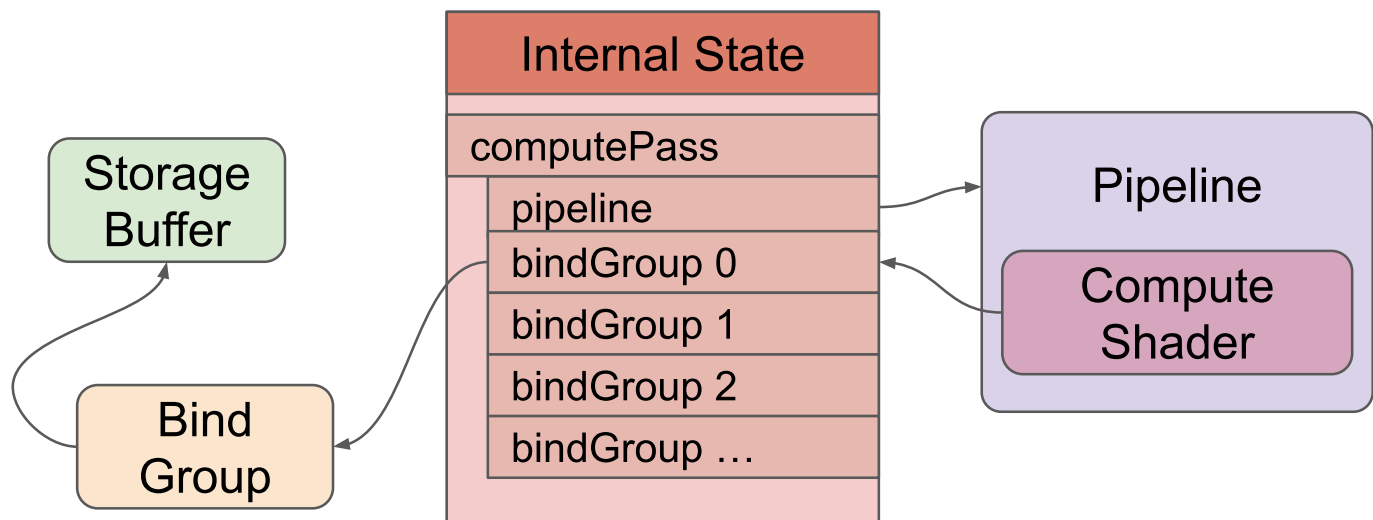 Internal State
computePass
pipeline
bindGroup 0
bindGroup 1
bindGroup 2
bindGroup …
Storage
Buffer
Bind
Group
Pipeline
Compute
Shader